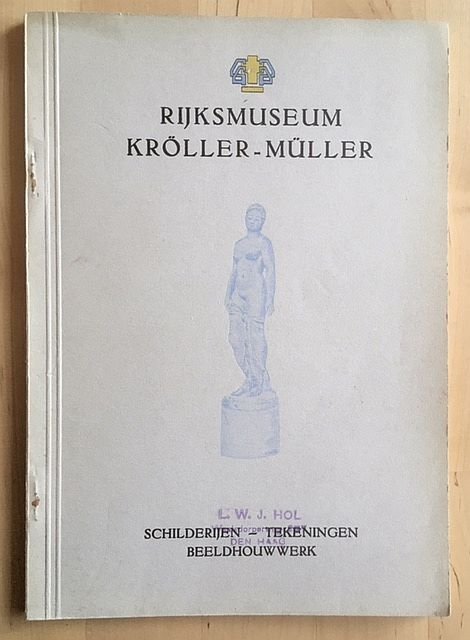 RIJKSMUSEUM
KRÖLLER-MÜLLER
L. W. J. HOL
SCHILDERIJEN - TEKENINGEN
DEN HAAG
BEELDHOUWWERK